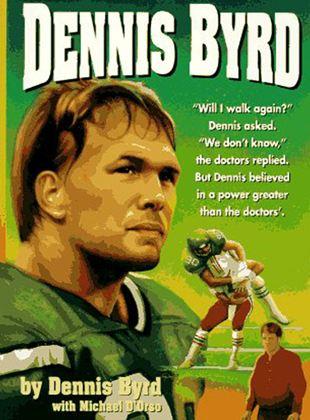 DENNIS BYRD
"Will I walk again?"
Dennis asked.
"We don't know,"
the doctors replied.
But Dennis believed
in a power greater
than the doctors'.
90
by Dennis Byrd
with Michael D'Orso